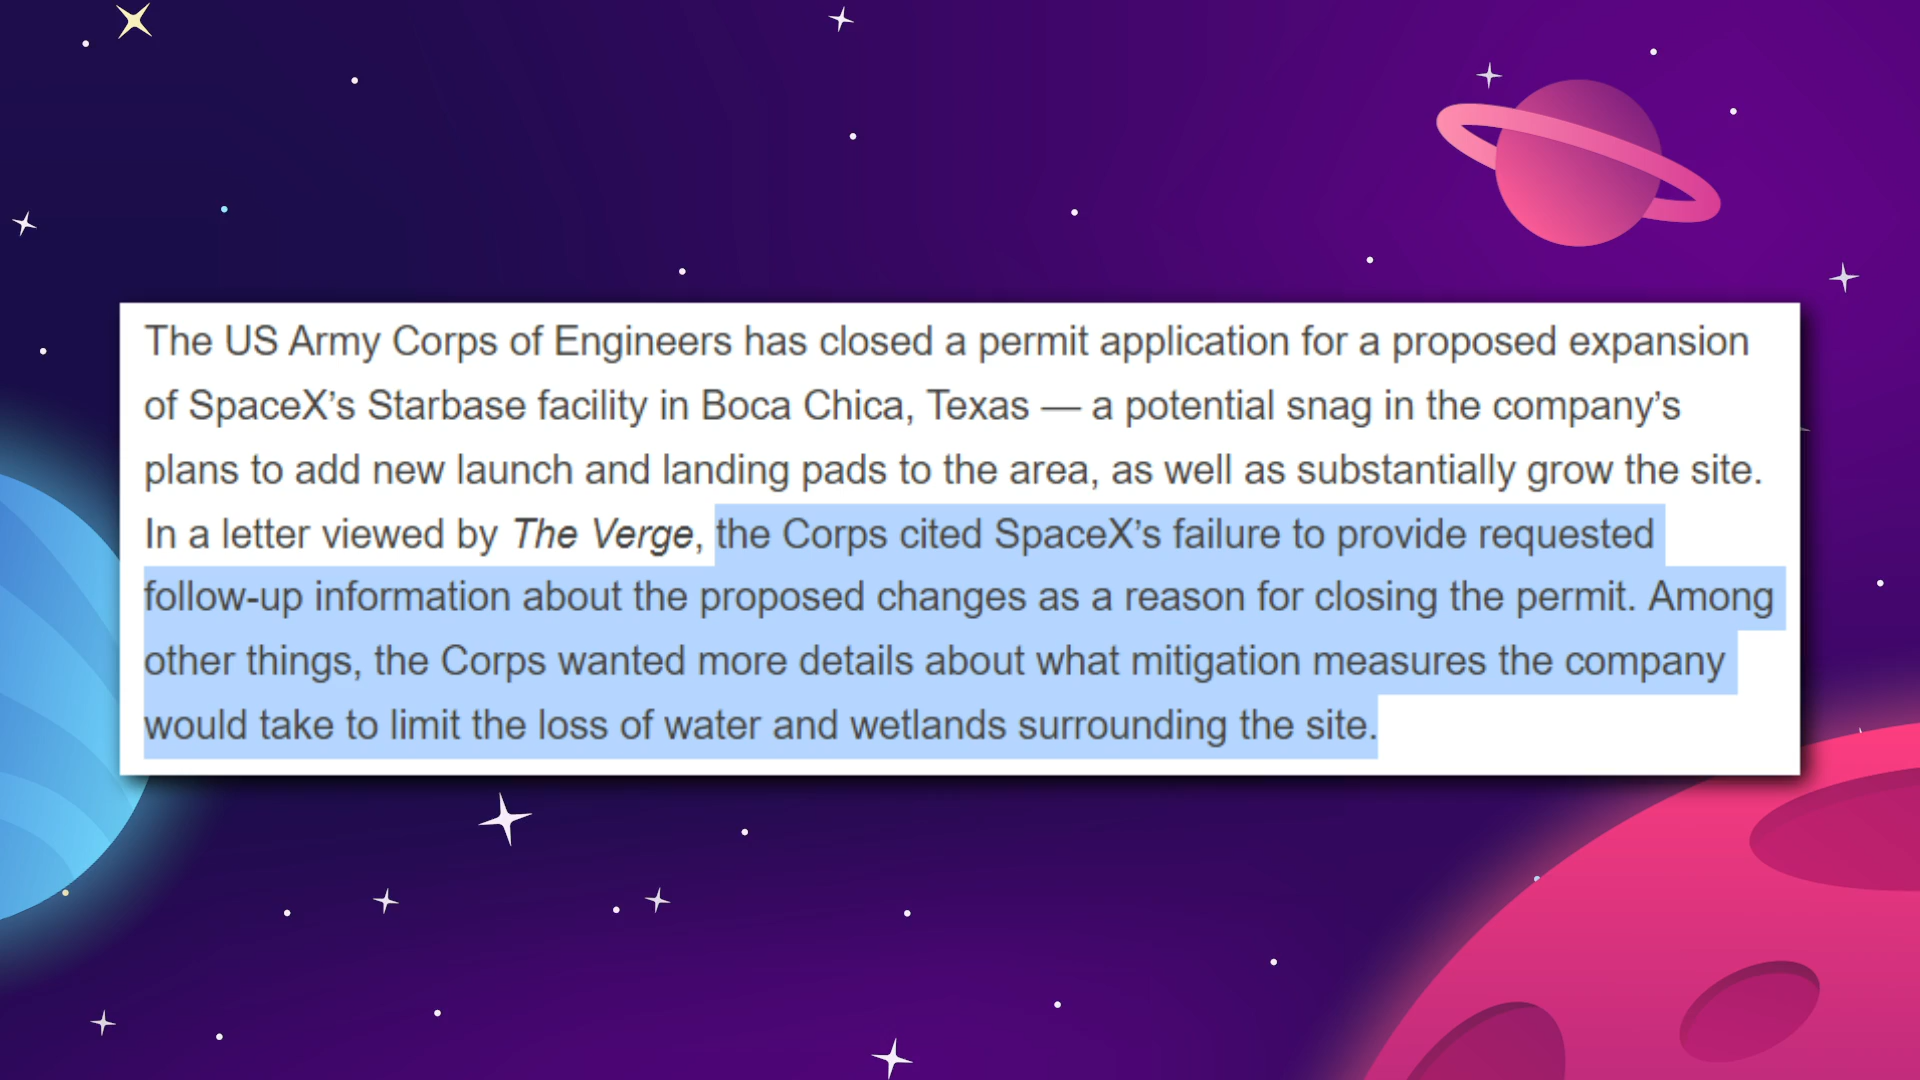 The US Army Corps of Engineers has closed a permit application for a proposed expansion
of SpaceX’s Starbase facility in Boca Chica, Texas — a potential snag in the company’s
plans to add new launch and landing pads to the area, as well as substantially grow the site.
In a letter viewed by The Verge, the Corps cited SpaceX’s failure to provide requested
follow-up information about the proposed changes as a reason for closing the permit. Among
other things, the Corps wanted more details about what mitigation measures the company
would take to limit the loss of water and wetlands surrounding the site.